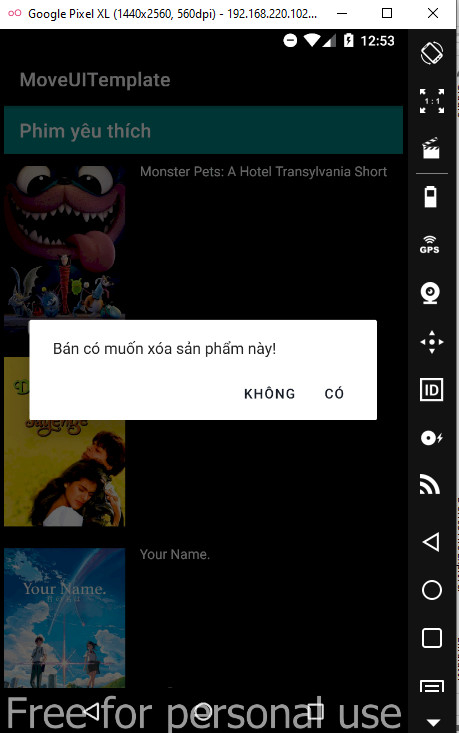 Google Pixel XL (1440x2560, 560dpi) - 192.168.220.102...
12:53
MoveUITemplate
1 : 1
Phim yêu thích
Monster Pets: A Hotel Transylvania Short
GPS
Bán có muốn xóa sản phẩm này!
KHÔNG
CÓ
ID
Your Name.
Your Name.
Free for personal use